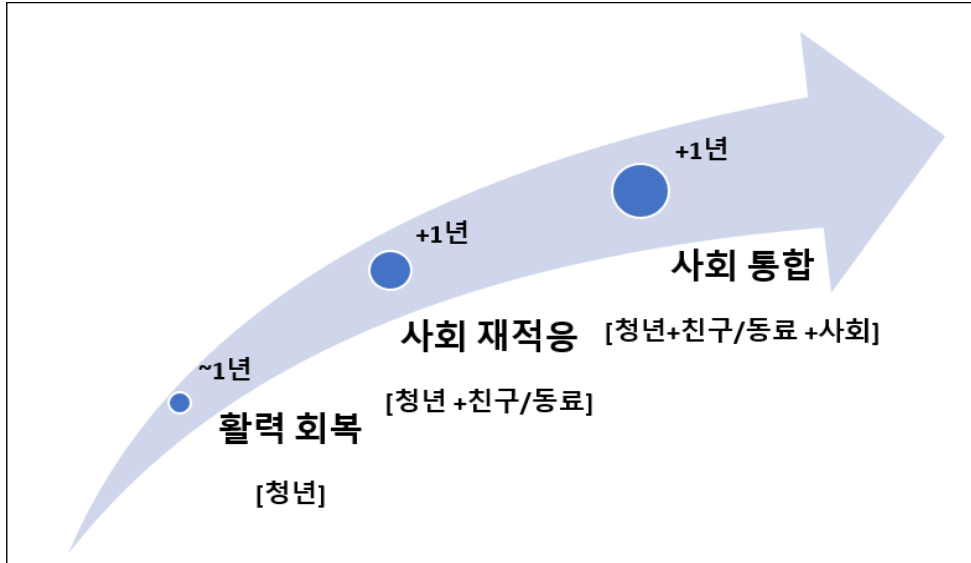 ~1년
활력 회복
[청년]
+1년
사회 재적응
[청년 +친구/동료]
+1년
사회 통합
[청년+친구/동료 +사회]